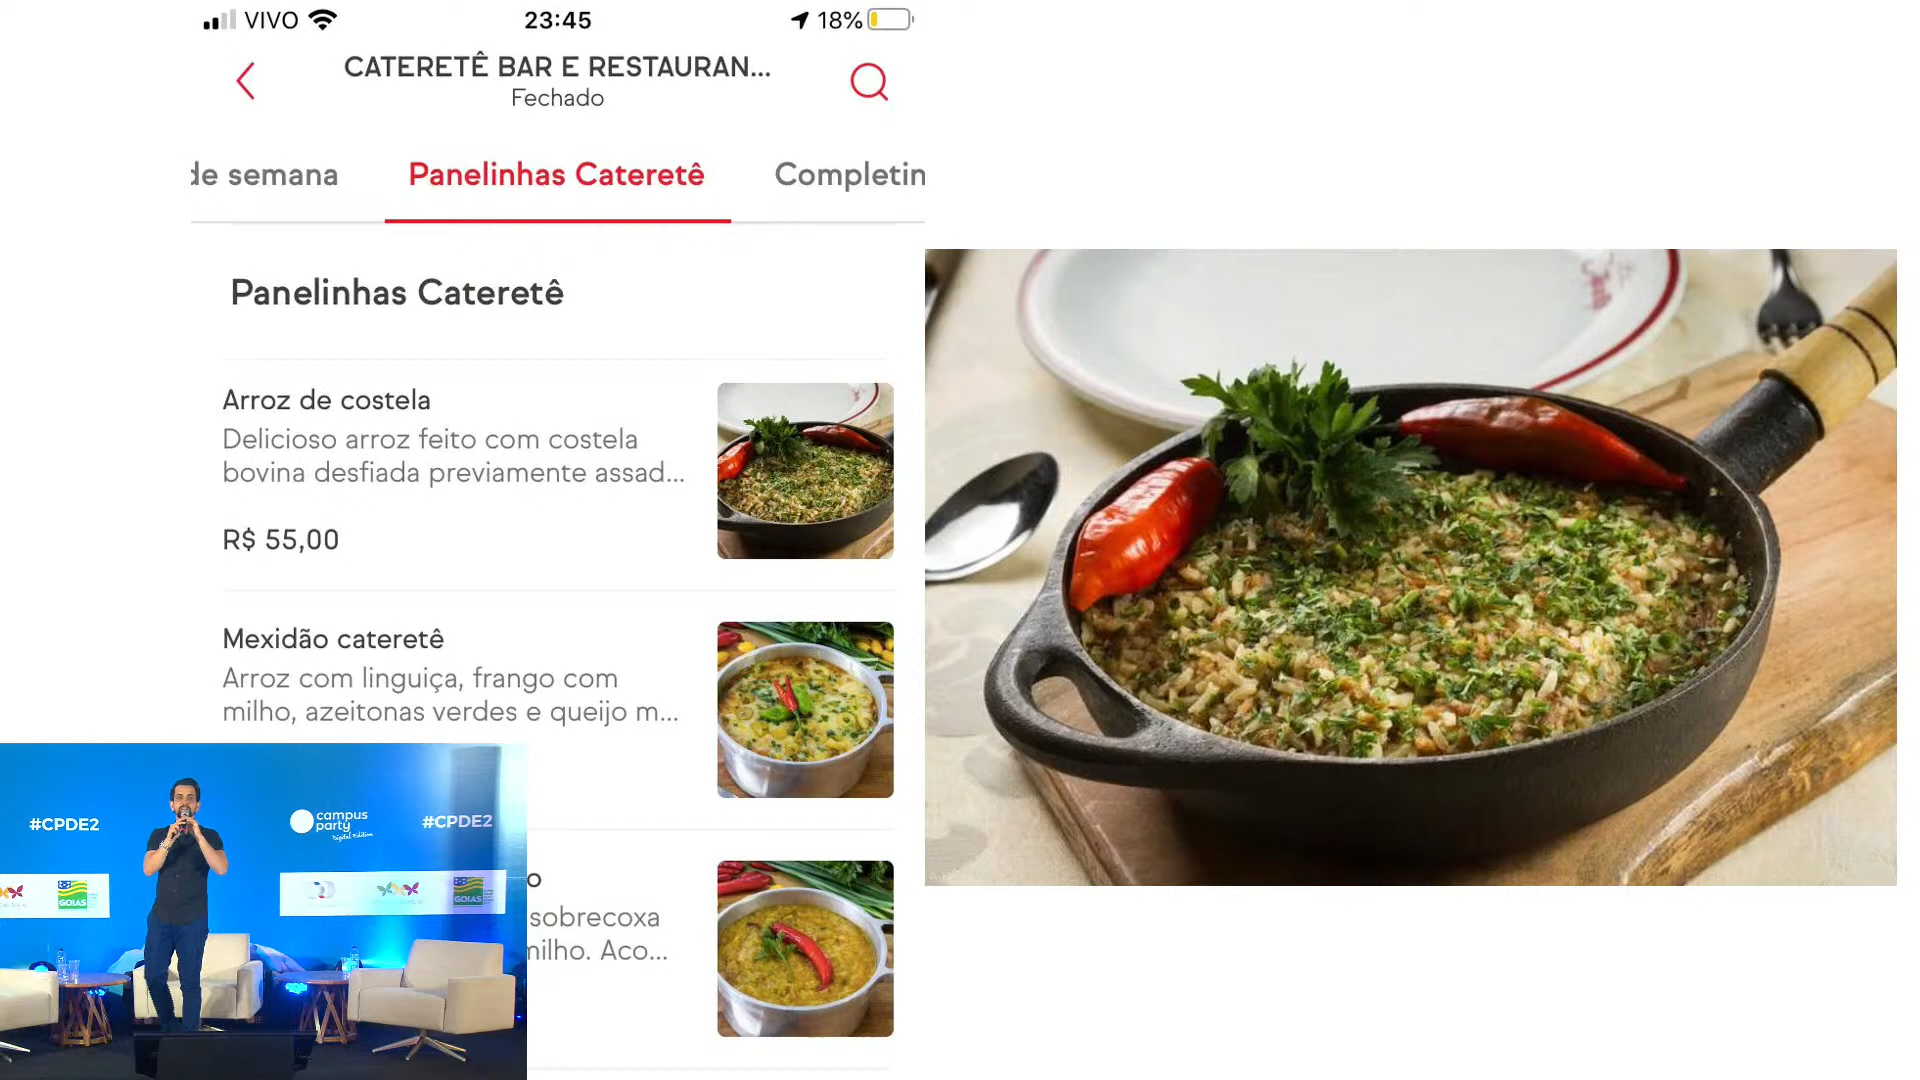 VIVO
23:45
18%
CATERETÊ BAR E RESTAURAN...
Fechado
de semana
Panelinhas Cateretê
Completin
Panelinhas Cateretê
Arroz de costela
Delicioso arroz feito com costela
bovina desfiada previamente assad...
R$ 55,00
Mexidão cateretê
Arroz com linguiça, frango com
milho, azeitonas verdes e queijo m...
o
sobrecoxa
milho. Aco...
#CPDE2
campus
party
Digital Edition
#CPDE2
GOIÁS
GOIÁS